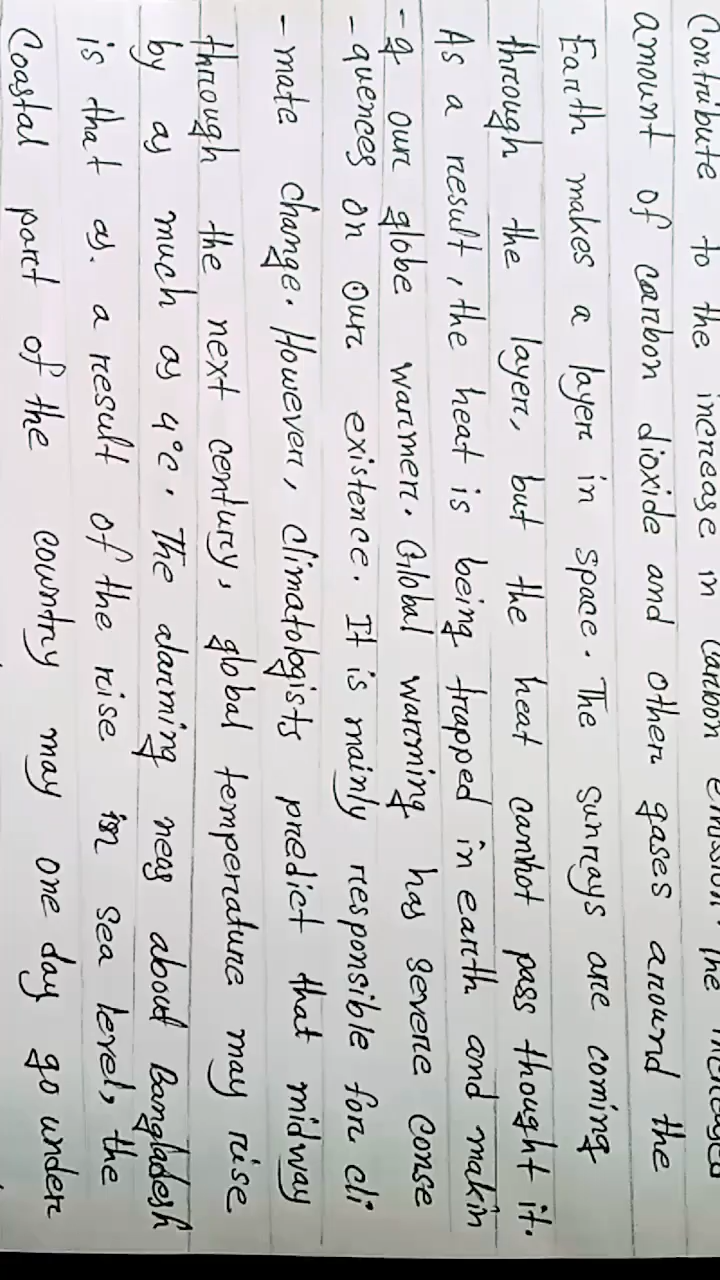 Contribute to the increase in Carbon emission. The increased
amount of carbon dioxide and other gases around the
Earth makes a layer in space. The sunrays are coming
through the layer, but the heat cannot pass thought it.
As a result, the heat is being trapped in earth and makin
-g our globe warmer. Global warming has severe conse
-quences on our existence. It is mainly responsible for cli
-mate change. However, climatologists predict that midway
through the next century, global temperature may rise
by as much as 4°c. The alarming neas about Bangladesh
is that as. a result of the rise in sea level, the
Coastal part of the country may one day go under